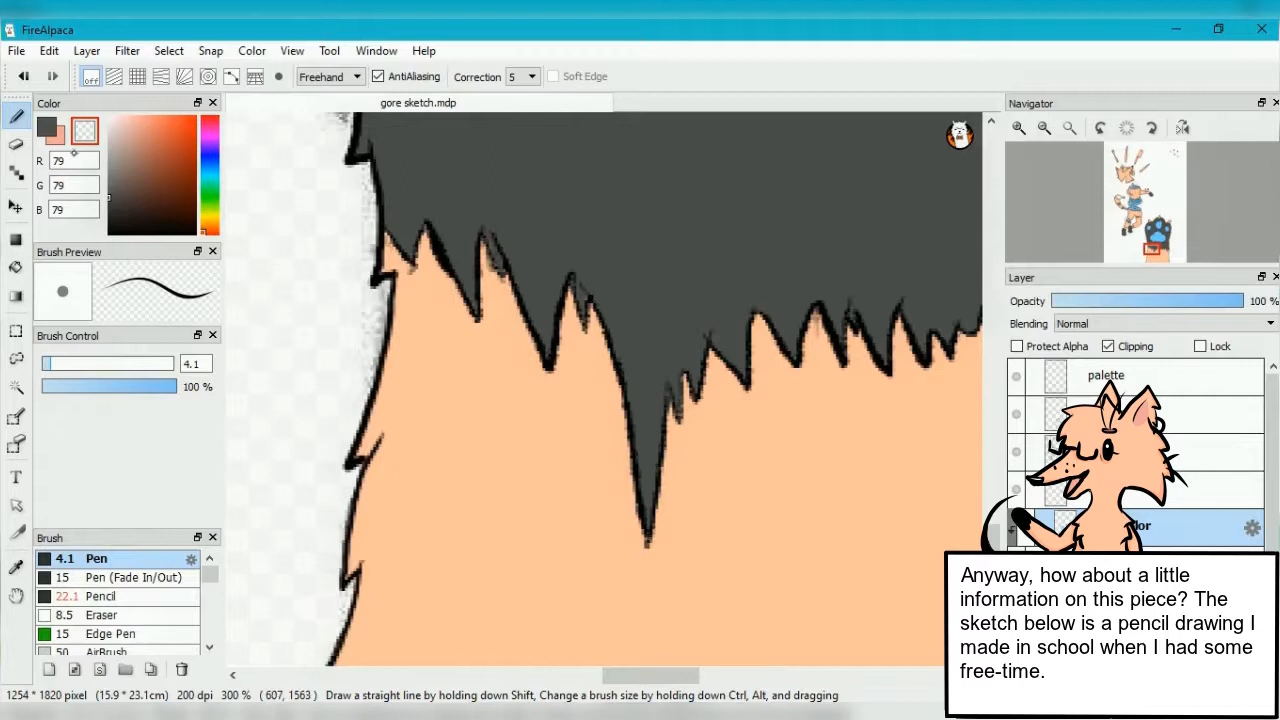 FireAlpaca
File Edit Layer Filter Select Snap Color View Tool Window Help
off Freehand AntiAliasing Correction 5 Soft Edge
Color
R 79
G 79
B 79
Brush Preview
Brush Control
4.1
100 %
Brush
4.1 Pen
15 Pen (Fade In/Out)
22.1 Pencil
8.5 Eraser
15 Edge Pen
50 AirBrush
gore sketch.mdp
Navigator
Layer
Opacity 100 %
Blending Normal
Protect Alpha Clipping Lock
palette
lor
Anyway, how about a little
information on this piece? The
sketch below is a pencil drawing I
made in school when I had some
free-time.
1254 * 1820 pixel (15.9 * 23.1cm) 200 dpi 300 % ( 607, 1563 ) Draw a straight line by holding down Shift, Change a brush size by holding down Ctrl, Alt, and dragging
T